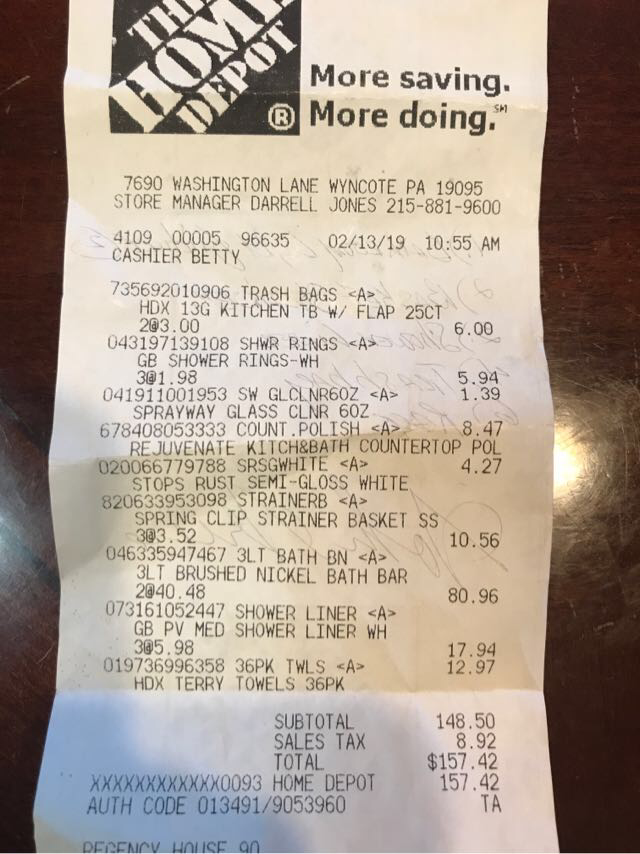 THE
HOME
DEPOT
®
More saving.
More doing.℠
7690 WASHINGTON LANE WYNCOTE PA 19095
STORE MANAGER DARRELL JONES 215-881-9600
4109 00005 96635 02/13/19 10:55 AM
CASHIER BETTY
735692010906 TRASH BAGS <A>
HDX 13G KITCHEN TB W/ FLAP 25CT
2@3.00 6.00
043197139108 SHWR RINGS <A>
GB SHOWER RINGS-WH
3@1.98 5.94
041911001953 SW GLCLNR6OZ <A> 1.39
SPRAYWAY GLASS CLNR 6OZ
678408053333 COUNT.POLISH <A> 8.47
REJUVENATE KITCH&BATH COUNTERTOP POL
020066779788 SRSGWHITE <A> 4.27
STOPS RUST SEMI-GLOSS WHITE
820633953098 STRAINERB <A>
SPRING CLIP STRAINER BASKET SS
3@3.52 10.56
046335947467 3LT BATH BN <A>
3LT BRUSHED NICKEL BATH BAR
2@40.48 80.96
073161052447 SHOWER LINER <A>
GB PV MED SHOWER LINER WH
3@5.98 17.94
019736996358 36PK TWLS <A> 12.97
HDX TERRY TOWELS 36PK
SUBTOTAL 148.50
SALES TAX 8.92
TOTAL $157.42
XXXXXXXXXXXX0093 HOME DEPOT 157.42
AUTH CODE 013491/9053960 TA
REGENCY HOUSE 90